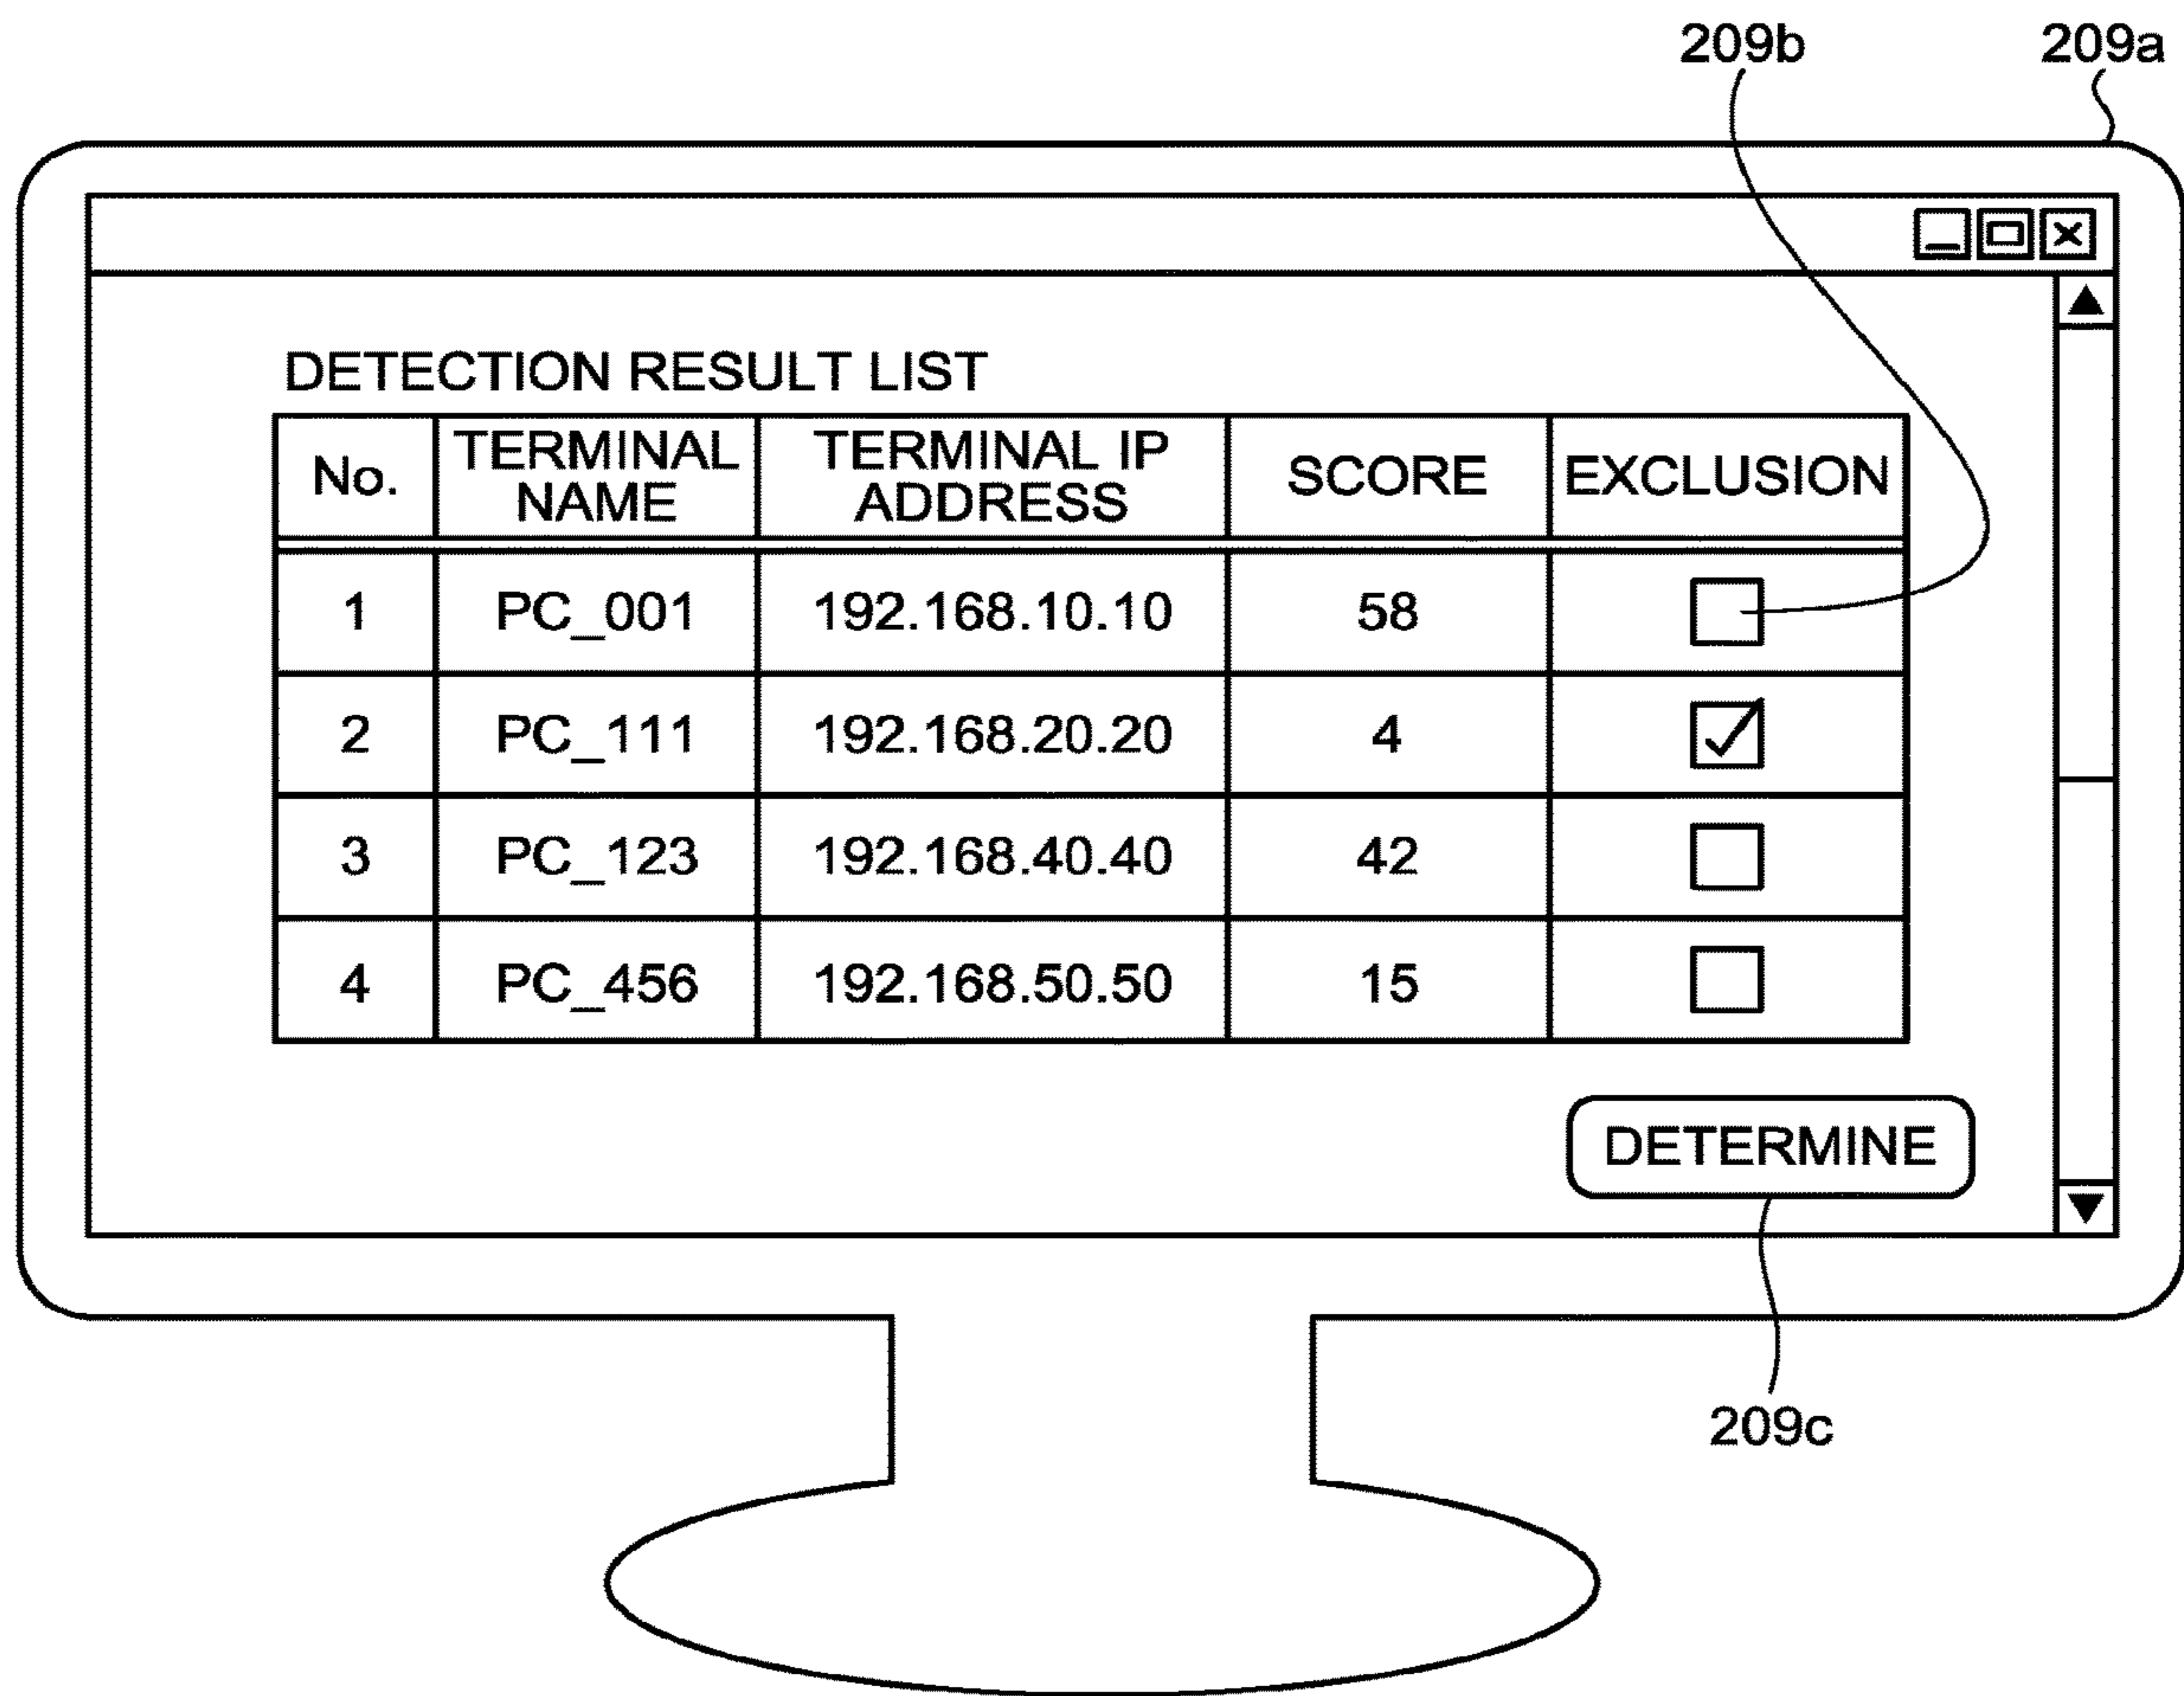 209b 209a
DETECTION RESULT LIST
No. TERMINAL NAME TERMINAL IP ADDRESS SCORE EXCLUSION
1 PC_001 192.168.10.10 58
2 PC_111 192.168.20.20 4
3 PC_123 192.168.40.40 42
4 PC_456 192.168.50.50 15
DETERMINE
209c